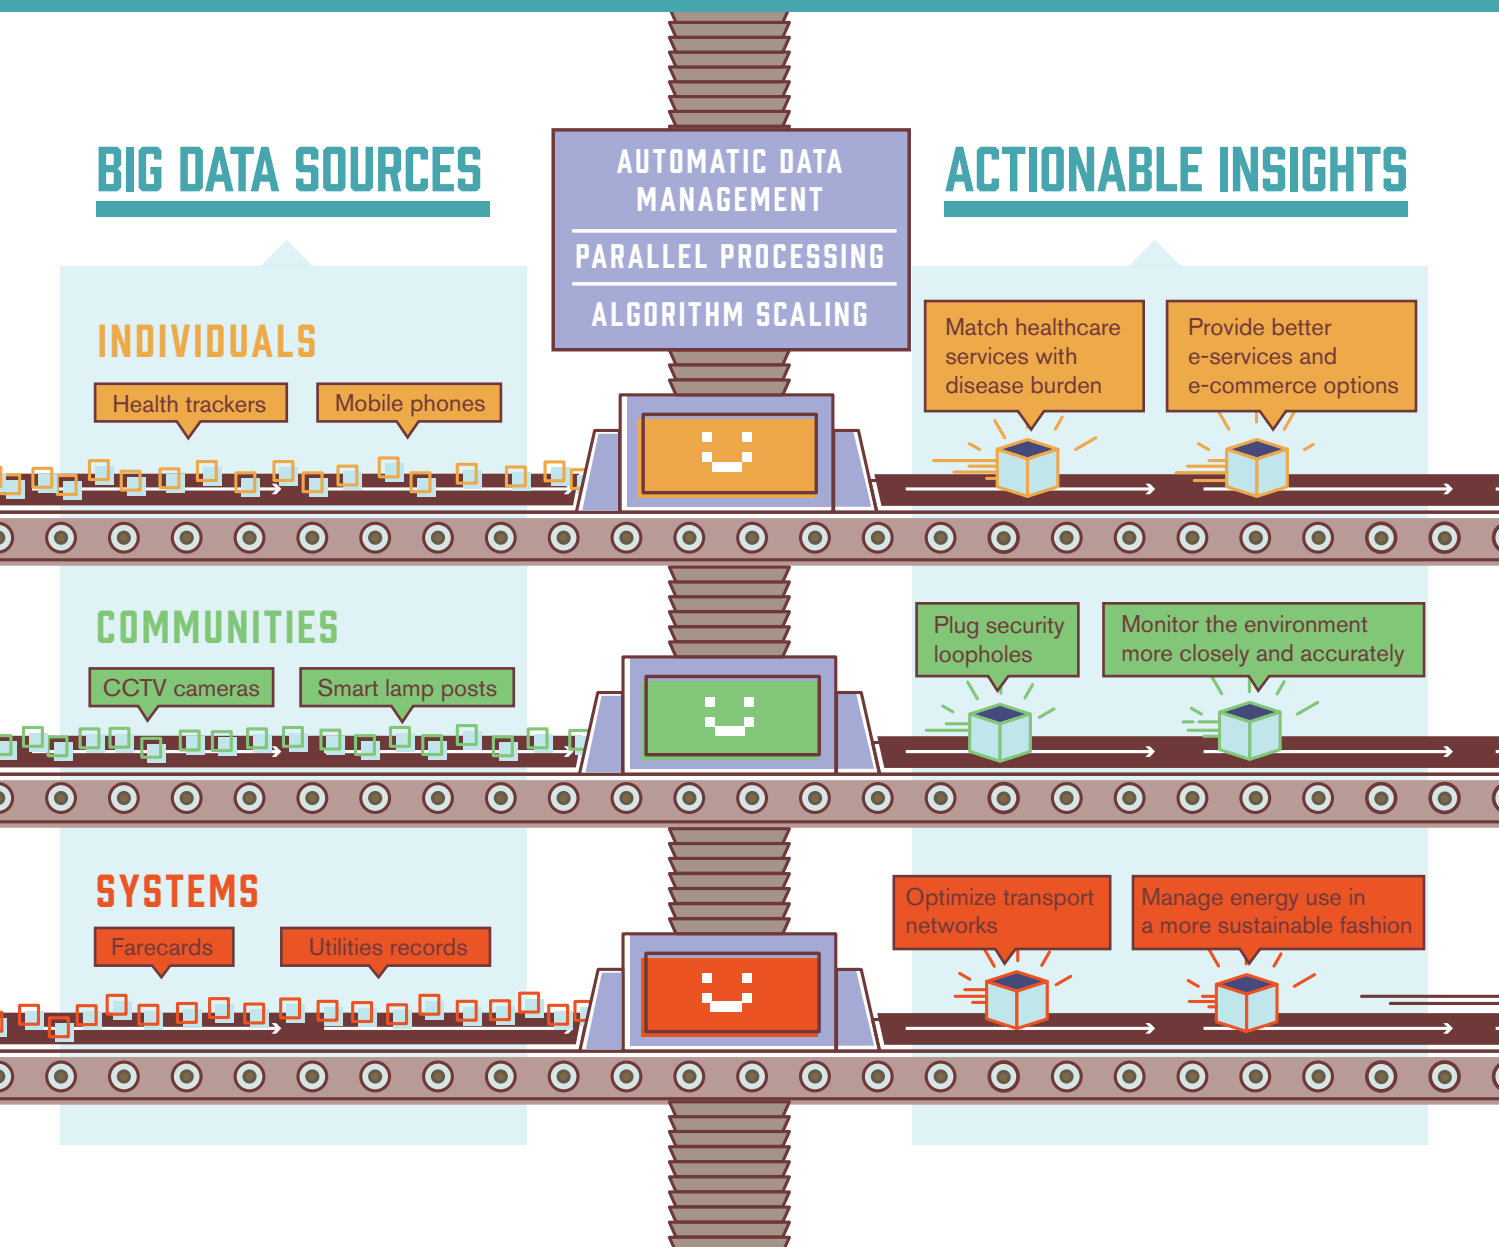 BIG DATA SOURCES
AUTOMATIC DATA
MANAGEMENT
PARALLEL PROCESSING
ALGORITHM SCALING
ACTIONABLE INSIGHTS
INDIVIDUALS
Health trackers
Mobile phones
Match healthcare
services with
disease burden
Provide better
e-services and
e-commerce options
COMMUNITIES
CCTV cameras
Smart lamp posts
Plug security
loopholes
Monitor the environment
more closely and accurately
SYSTEMS
Farecards
Utilities records
Optimize transport
networks
Manage energy use in
a more sustainable fashion